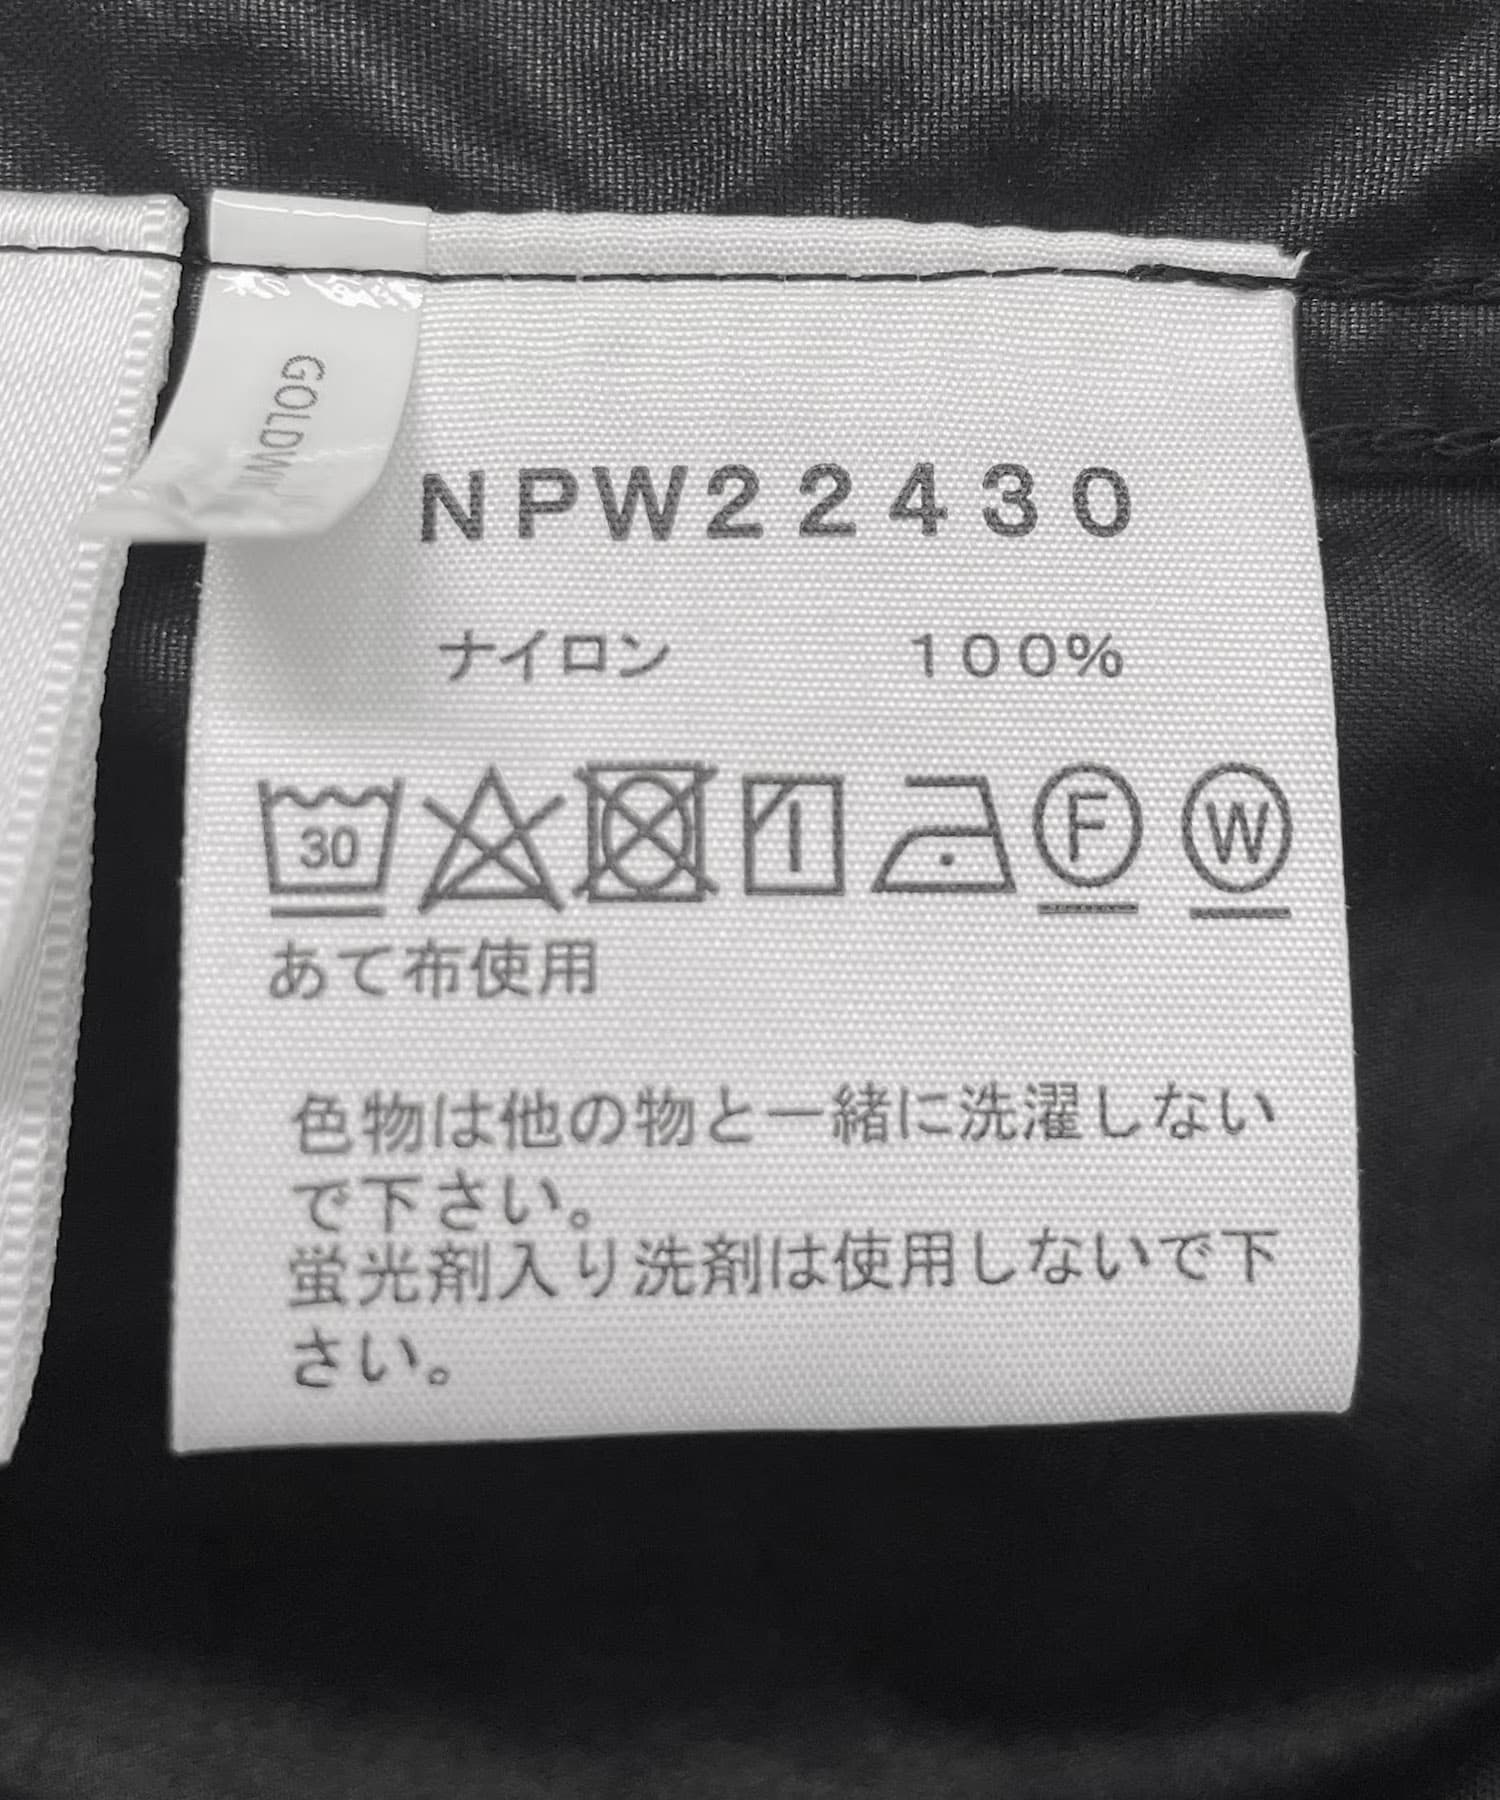 GOLDWIN
NPW22430
ナイロン 100%
30 F W
あて布使用
色物は他の物と一緒に洗濯しない
で下さい。
蛍光剤入り洗剤は使用しないで下
さい。